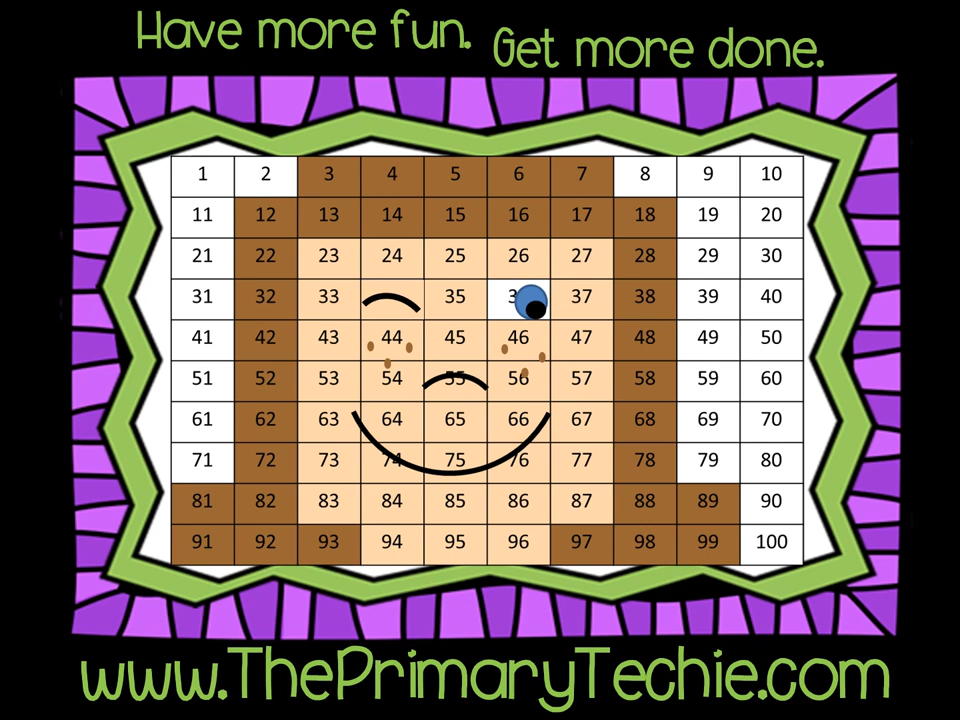 Have more fun. Get more done.
1 2 3 4 5 6 7 8 9 10
11 12 13 14 15 16 17 18 19 20
21 22 23 24 25 26 27 28 29 30
31 32 33 35 37 38 39 40
41 42 43 44 45 46 47 48 49 50
51 52 53 54 55 56 57 58 59 60
61 62 63 64 65 66 67 68 69 70
71 72 73 74 75 76 77 78 79 80
81 82 83 84 85 86 87 88 89 90
91 92 93 94 95 96 97 98 99 100
www.ThePrimaryTechie.com